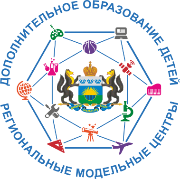 ДОПОЛНИТЕЛЬНОЕ ОБРАЗОВАНИЕ ДЕТЕЙ
РЕГИОНАЛЬНЫЕ МОДЕЛЬНЫЕ ЦЕНТРЫ